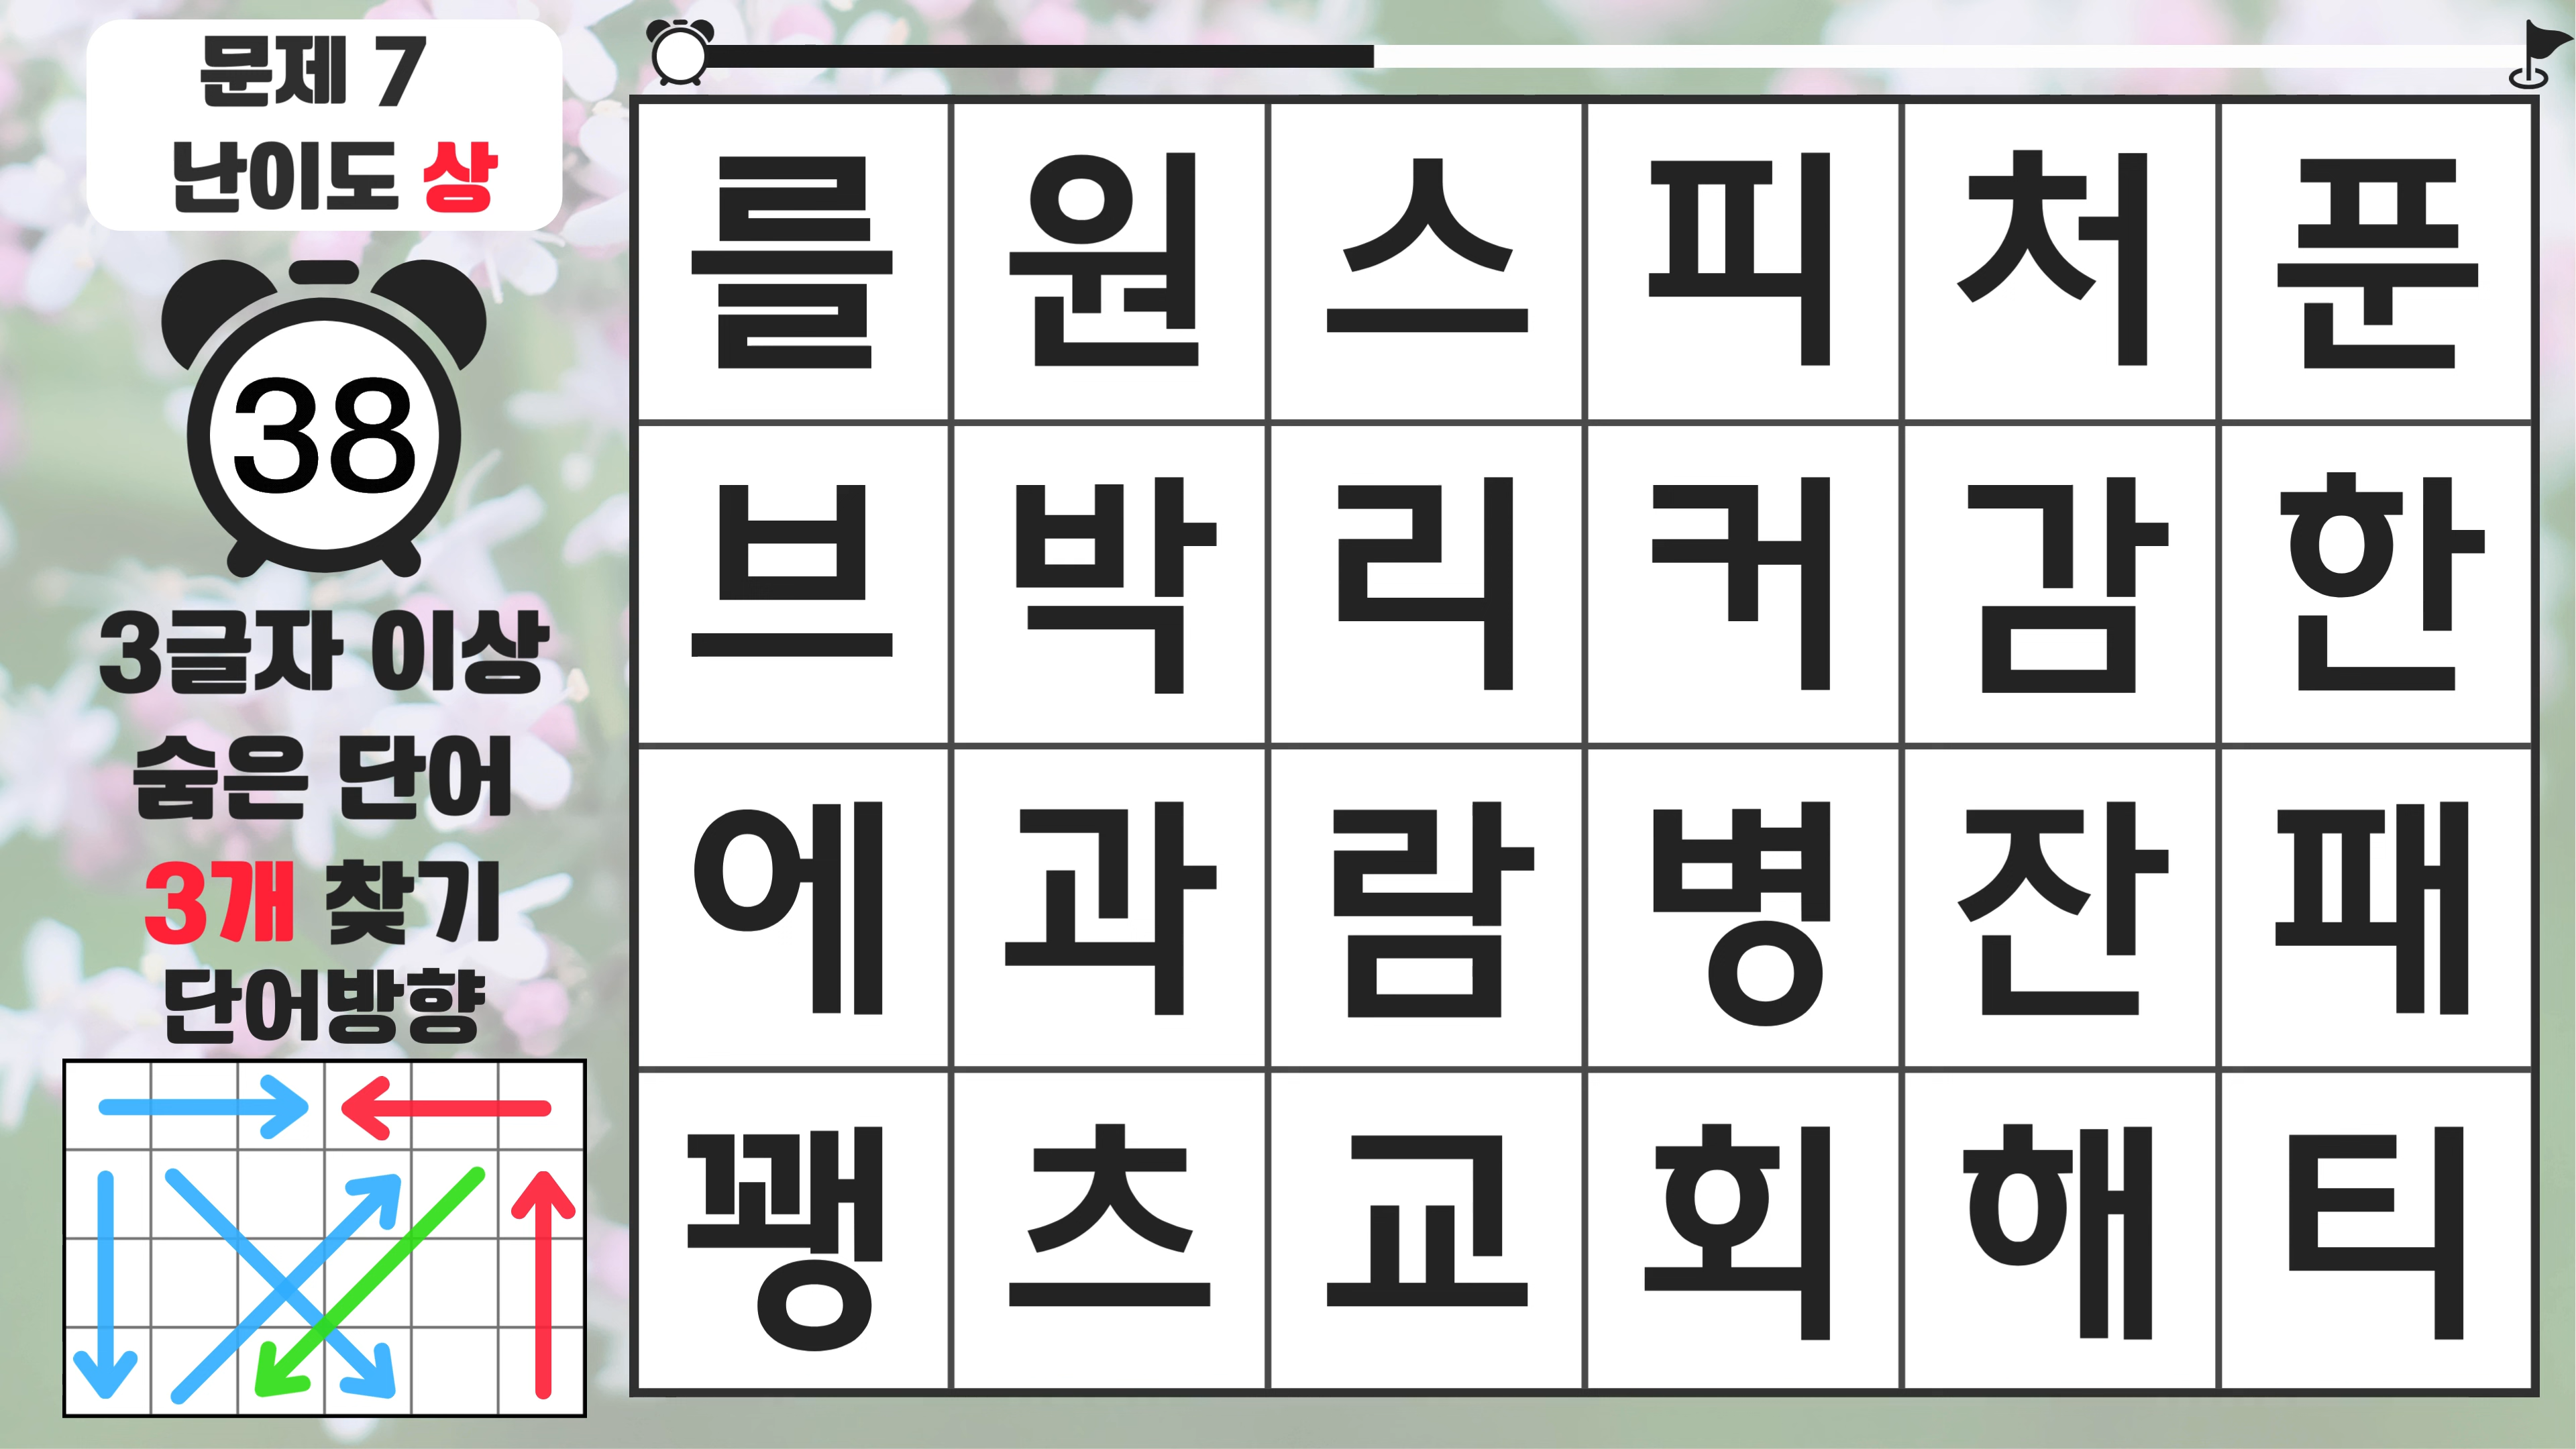 문제 7
난이도 상
38
3글자 이상
숨은 단어
3개 찾기
단어방향
를 원 스 피 처 푼
브 박 리 커 감 한
에 과 람 병 잔 패
꽹 츠 교 회 해 티